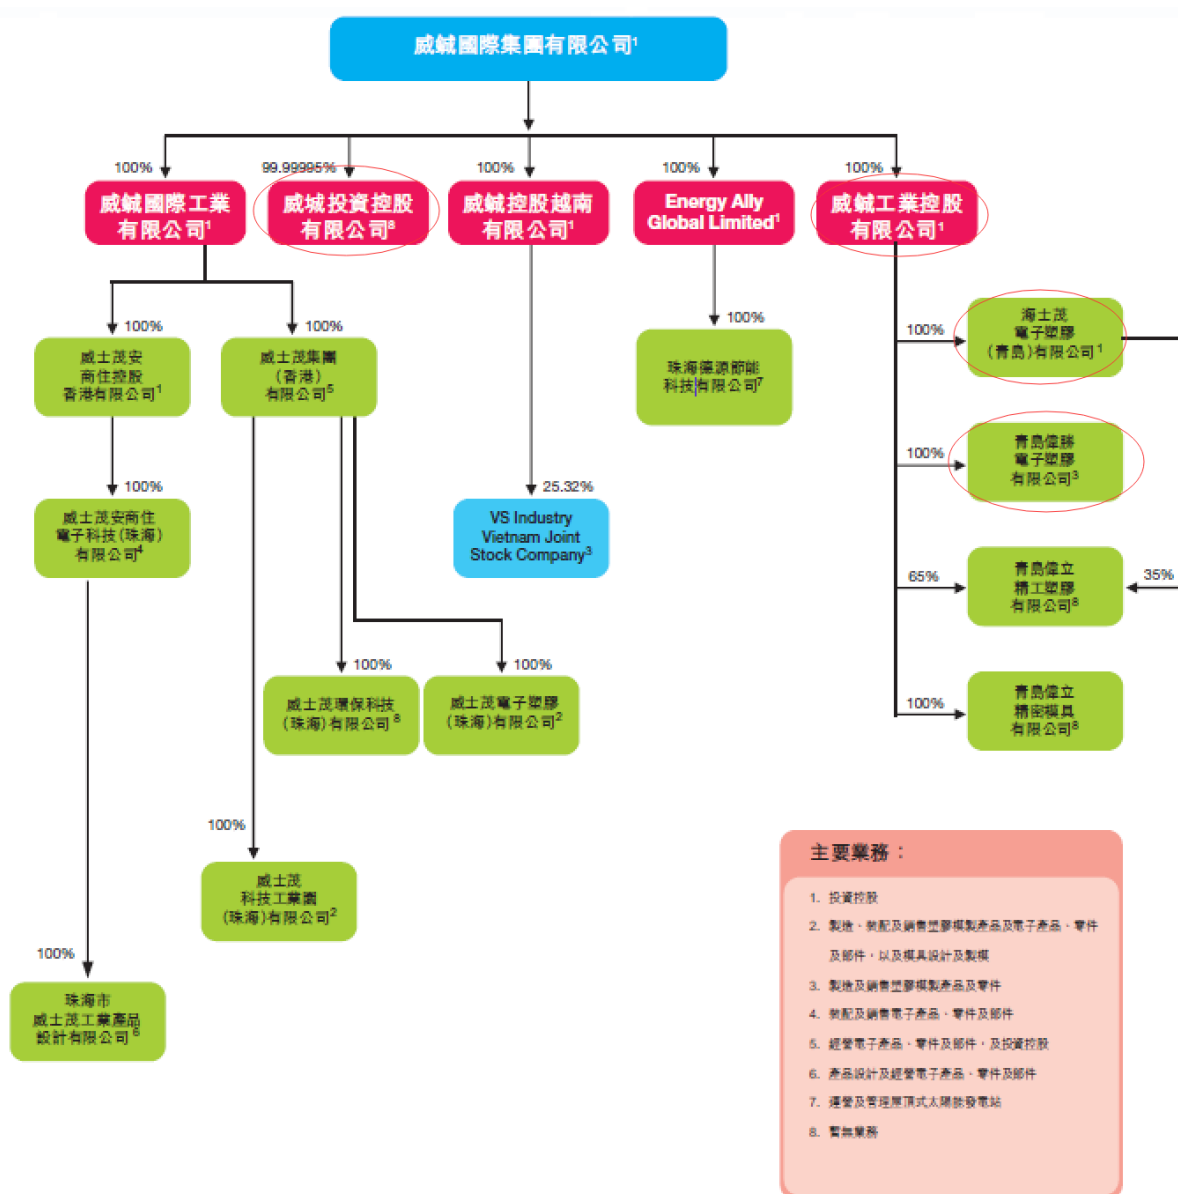 威鋮國際集團有限公司1
100%
99.99995%
100%
100%
100%
威鋮國際工業
有限公司1
威城投資控股
有限公司8
威鋮控股越南
有限公司1
Energy Ally
Global Limited1
威鋮工業控股
有限公司1
100%
100%
100%
100%
威士茂安
商住控股
香港有限公司1
威士茂集團
(香港)
有限公司5
珠海德源節能
科技有限公司7
海士茂
電子塑膠
(青島)有限公司1
100%
青島偉勝
電子塑膠
有限公司3
100%
25.32%
威士茂安商住
電子科技(珠海)
有限公司4
VS Industry
Vietnam Joint
Stock Company3
65%
青島偉立
精工塑膠
有限公司8
35%
100%
100%
威士茂環保科技
(珠海)有限公司8
威士茂電子塑膠
(珠海)有限公司2
100%
青島偉立
精密模具
有限公司8
100%
威士茂
科技工業園
(珠海)有限公司2
100%
珠海市
威士茂工業產品
設計有限公司6
主要業務：
1. 投資控股
2. 製造、裝配及銷售塑膠模製產品及電子產品、零件
及部件，以及模具設計及製模
3. 製造及銷售塑膠模製產品及零件
4. 裝配及銷售電子產品、零件及部件
5. 經營電子產品、零件及部件，及投資控股
6. 產品設計及經營電子產品、零件及部件
7. 運營及管理屋頂式太陽能發電站
8. 暫無業務